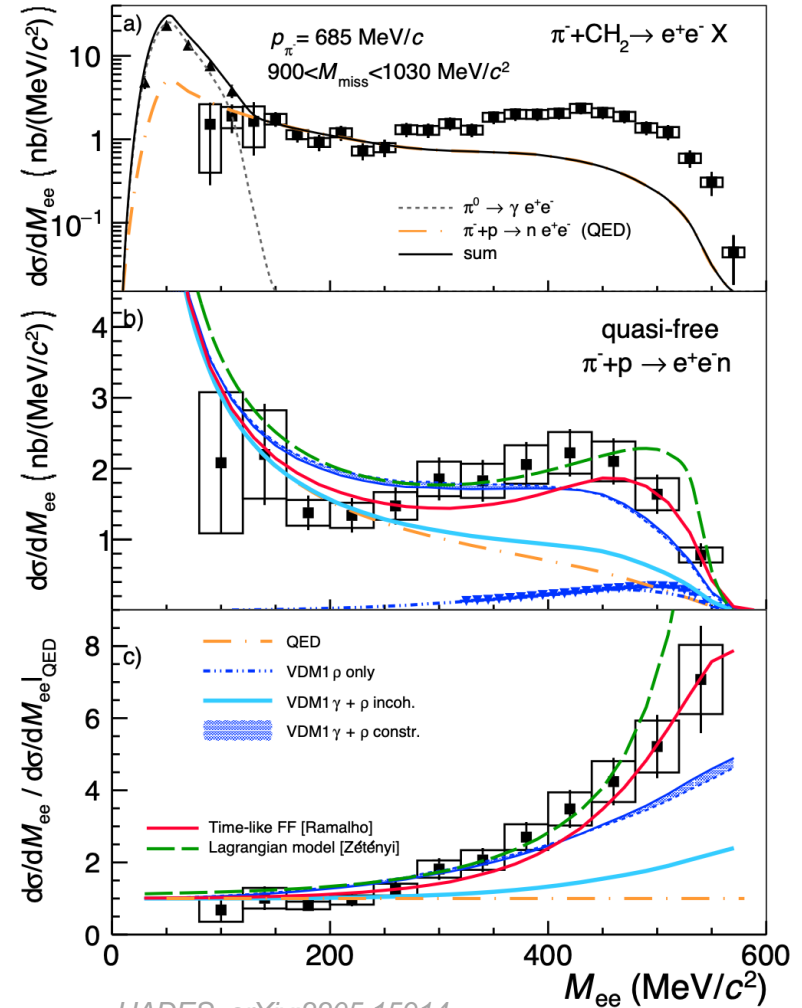 a)
p_π⁻ = 685 MeV/c
900<M_miss<1030 MeV/c²
π⁻+CH₂→ e⁺e⁻ X
dσ/dM_ee { nb/(MeV/c²) }
10
1
10⁻¹
π⁰ → γ e⁺e⁻
π⁻+p → n e⁺e⁻ (QED)
sum
b)
quasi-free
π⁻+p → e⁺e⁻n
dσ/dM_ee { nb/(MeV/c²) }
4
3
2
1
c)
dσ/dM_ee / dσ/dM_ee|_QED
8
6
4
2
0
QED
VDM1 ρ only
VDM1 γ + ρ incoh.
VDM1 γ + ρ constr.
Time-like FF [Ramalho]
Lagrangian model [Zétényi]
0
200
400
600
M_ee (MeV/c²)